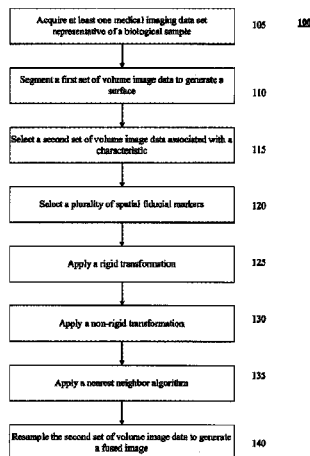 Acquire at least one medical imaging data set
representative of a biological sample
105
100
Segment a first set of volume image data to generate a
surface
110
Select a second set of volume image data associated with a
characteristic
115
Select a plurality of spatial fiducial markers
120
Apply a rigid transformation
125
Apply a non-rigid transformation
130
Apply a nearest neighbor algorithm
135
Resample the second set of volume image data to generate
a fused image
140